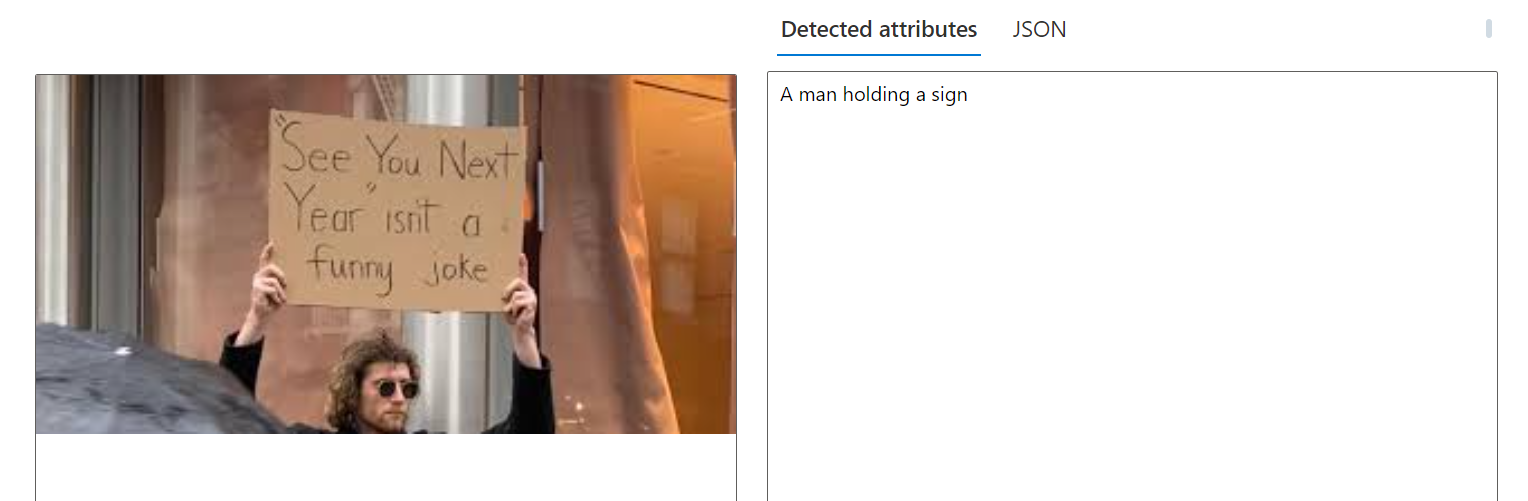 Detected attributes
JSON
A man holding a sign
"See You Next
Year" isn't a
funny joke